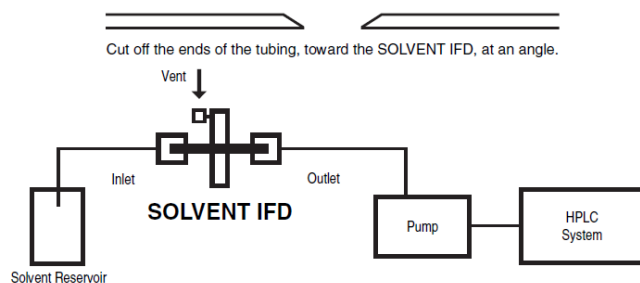 Cut off the ends of the tubing, toward the SOLVENT IFD, at an angle.
Vent
Inlet
Outlet
SOLVENT IFD
Pump
HPLC
System
Solvent Reservoir